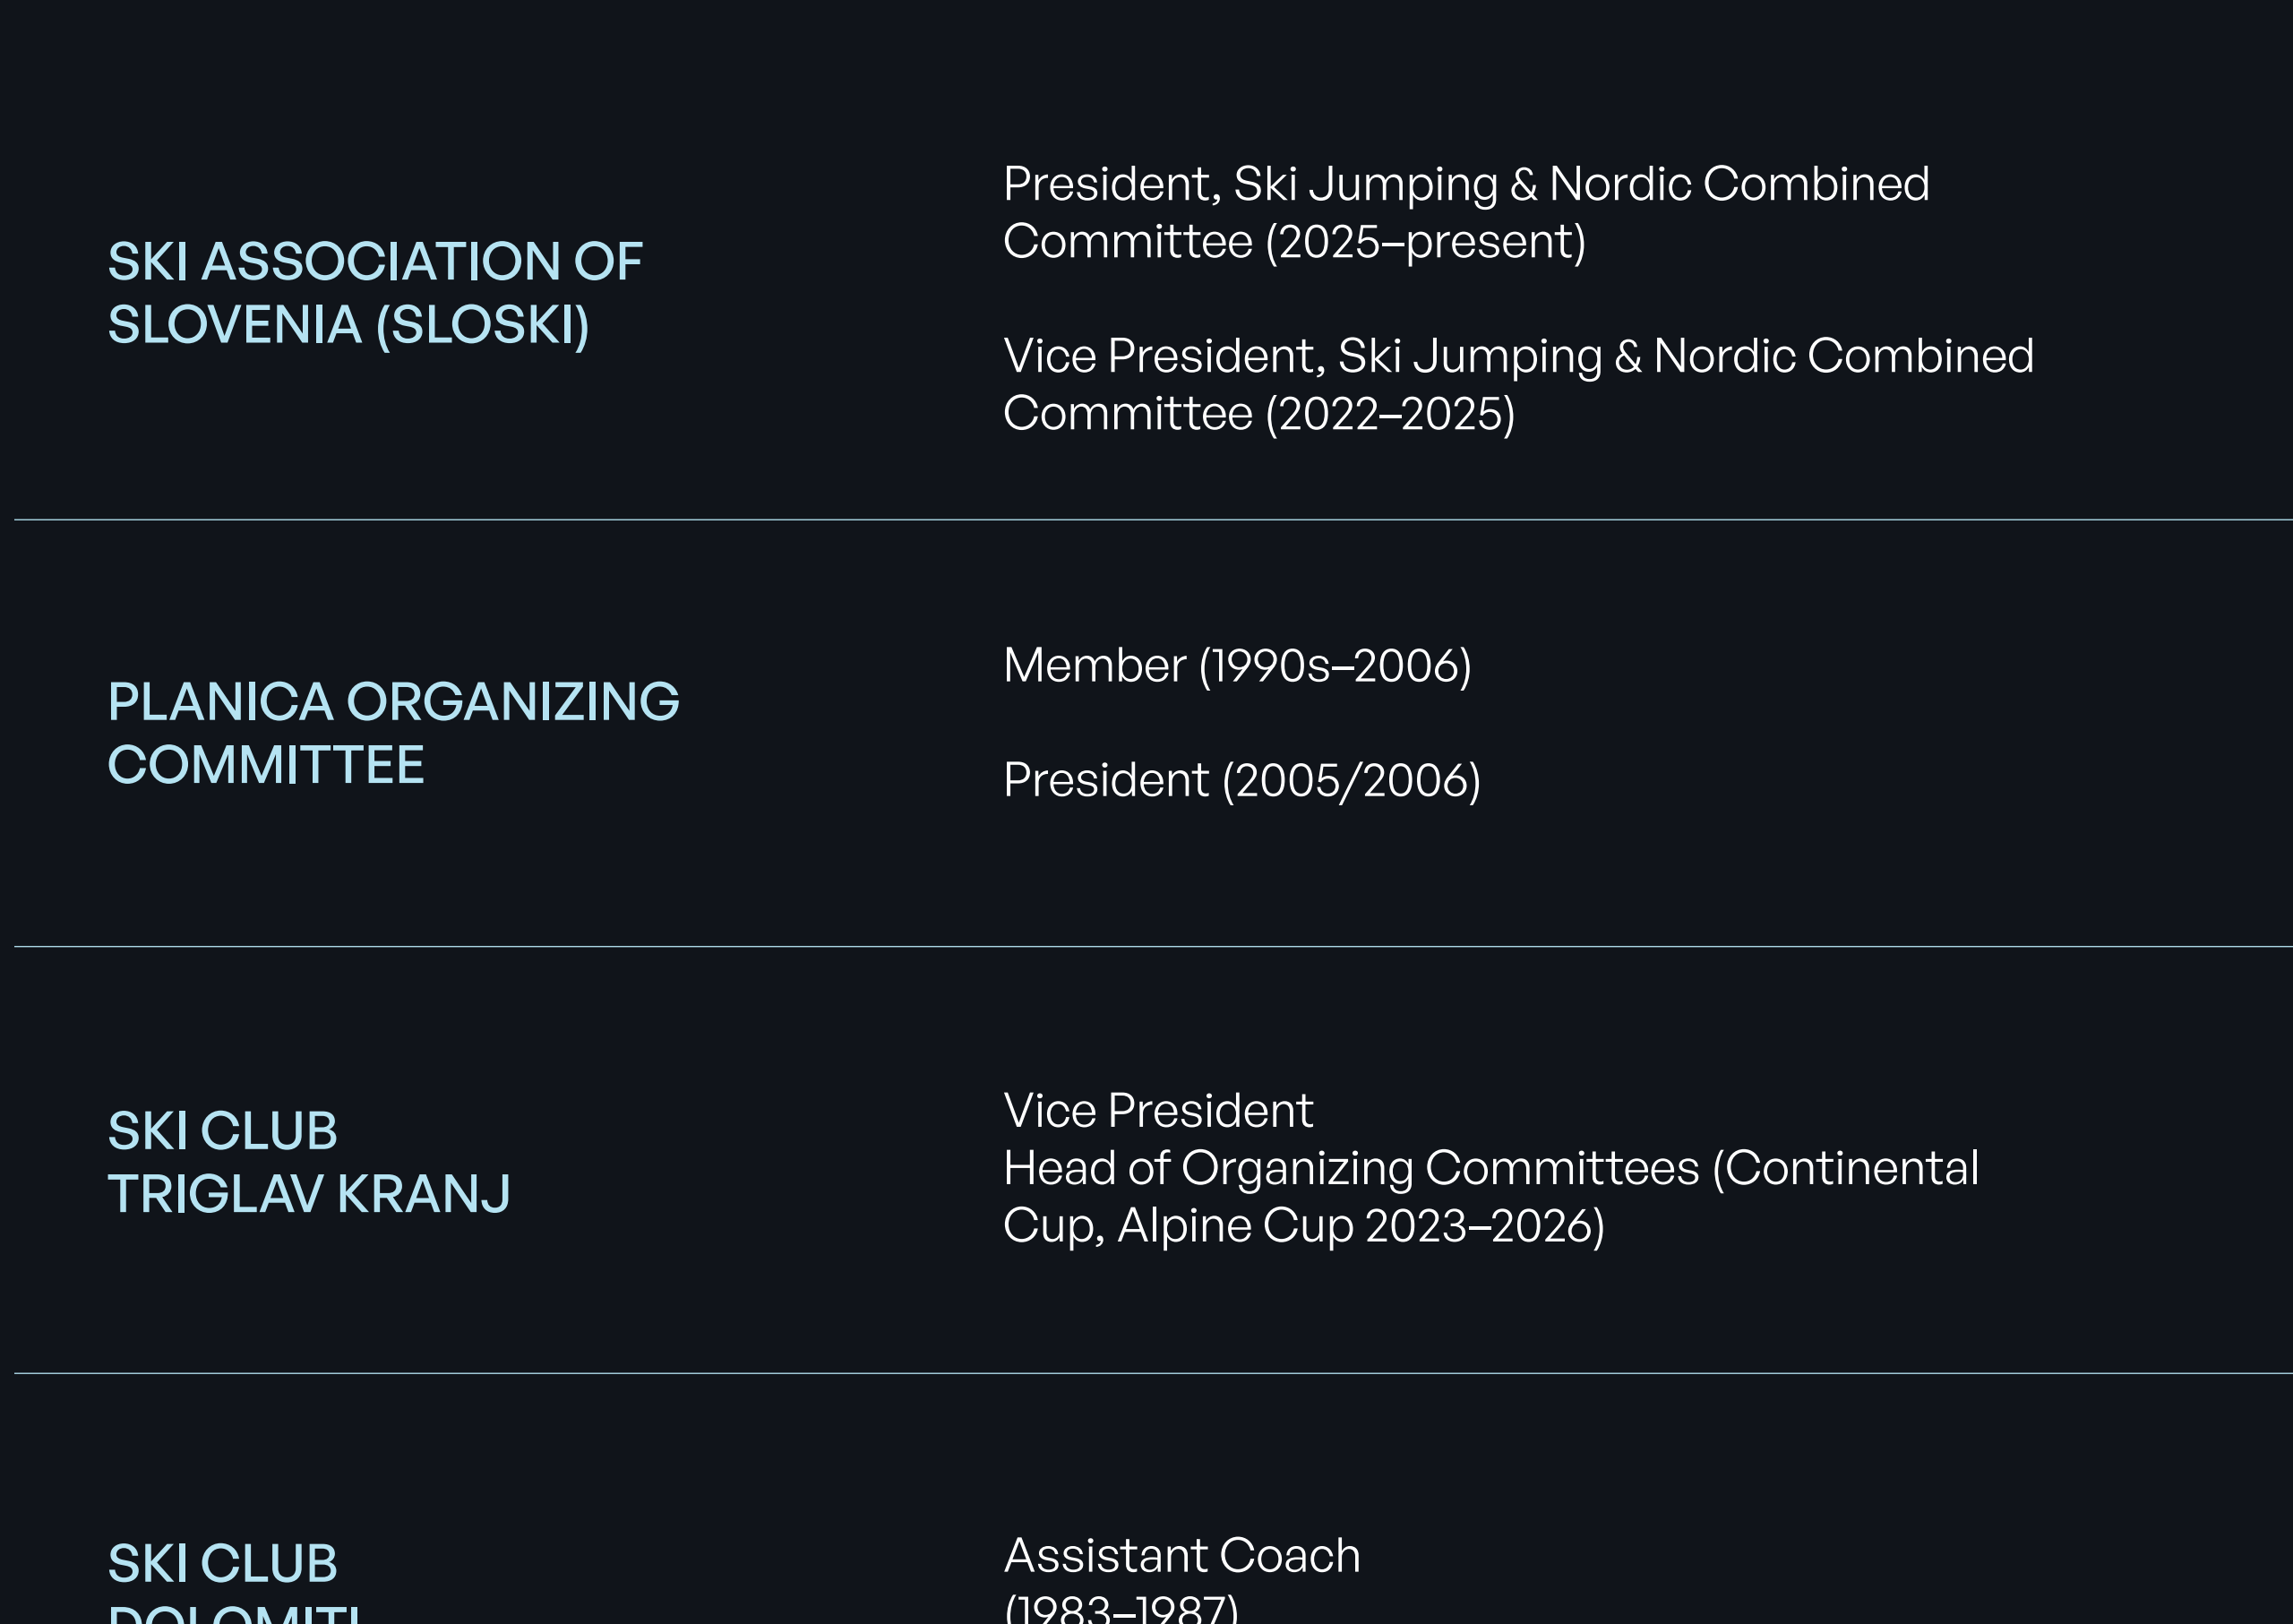 SKI ASSOCIATION OF
SLOVENIA (SLOSKI)
President, Ski Jumping & Nordic Combined
Committee (2025–present)
Vice President, Ski Jumping & Nordic Combined
Committee (2022–2025)
PLANICA ORGANIZING
COMMITTEE
Member (1990s–2006)
President (2005/2006)
SKI CLUB
TRIGLAV KRANJ
Vice President
Head of Organizing Committees (Continental
Cup, Alpine Cup 2023–2026)
SKI CLUB
DOLOMITI
Assistant Coach
(1983–1987)